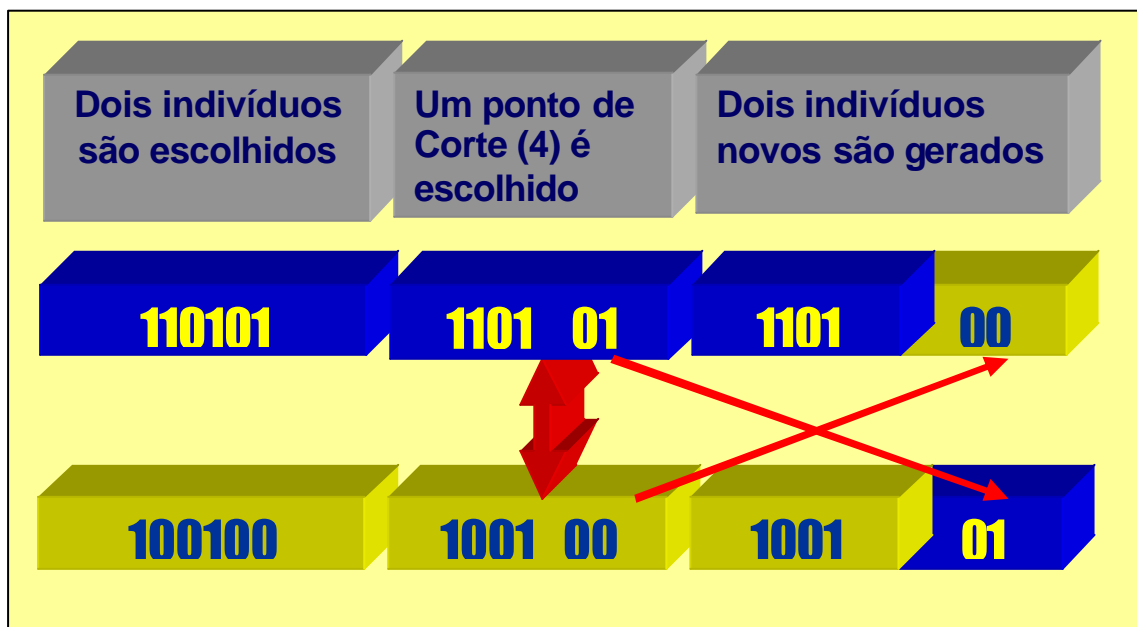 Dois indivíduos
são escolhidos
Um ponto de
Corte (4) é
escolhido
Dois indivíduos
novos são gerados
110101
1101 01
1101 00
100100
1001 00
1001 01